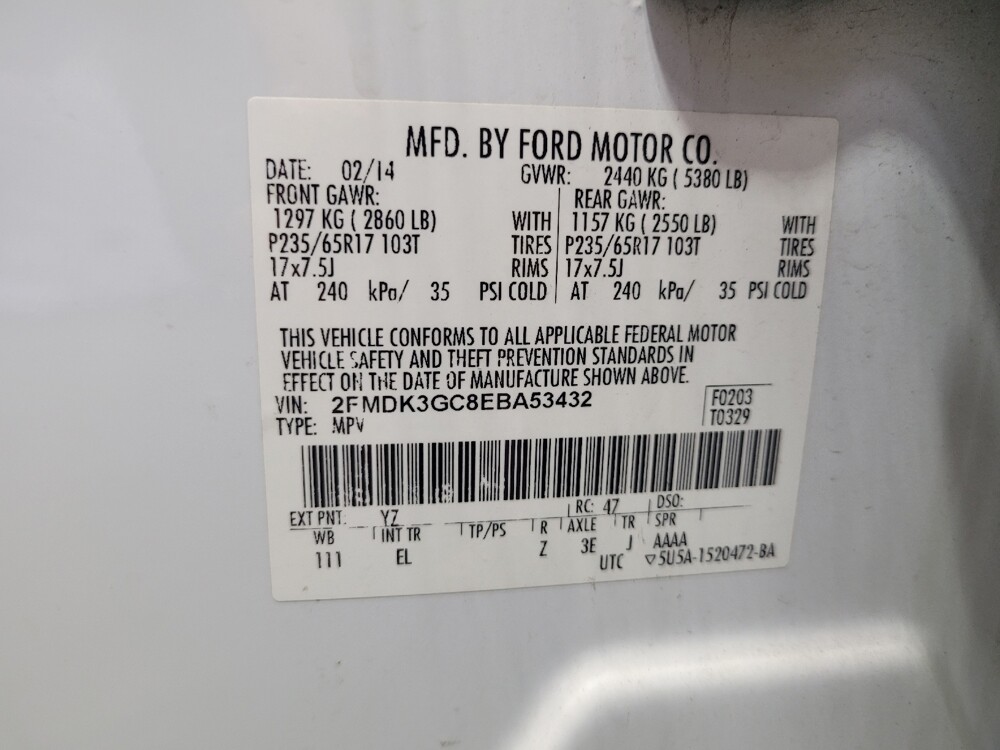 MFD. BY FORD MOTOR CO.
DATE: 02/14 GVWR: 2440 KG ( 5380 LB)
FRONT GAWR: REAR GAWR:
1297 KG ( 2860 LB) WITH 1157 KG ( 2550 LB) WITH
P235/65R17 103T TIRES P235/65R17 103T TIRES
17x7.5J RIMS 17x7.5J RIMS
AT 240 kPa/ 35 PSI COLD AT 240 kPa/ 35 PSI COLD
THIS VEHICLE CONFORMS TO ALL APPLICABLE FEDERAL MOTOR
VEHICLE SAFETY AND THEFT PREVENTION STANDARDS IN
EFFECT ON THE DATE OF MANUFACTURE SHOWN ABOVE.
VIN: 2FMDK3GC8EBA53432 F0203
TYPE: MPV T0329
EXT PNT: YZ RC: 47 DSO:
WB INT TR TP/PS R AXLE TR SPR
111 EL Z 3E J AAAA
UTC ▽5U5A-1520472-BA